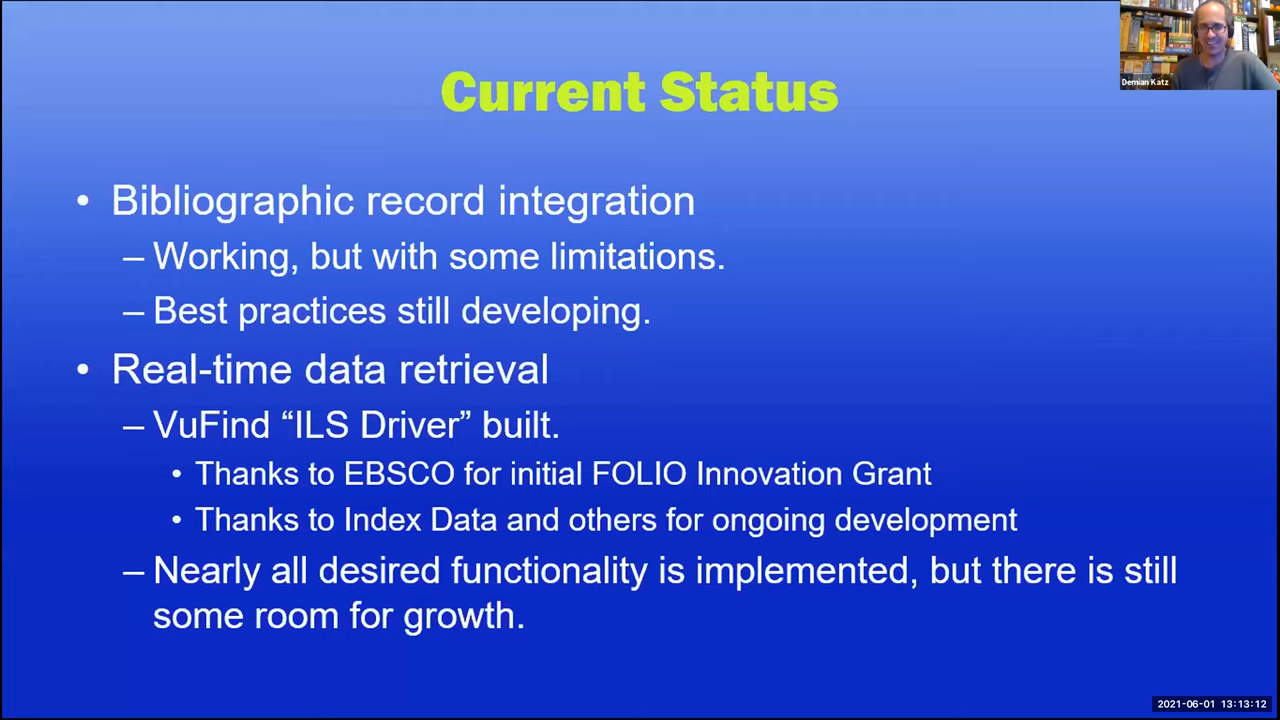 Current Status
Demian Katz
• Bibliographic record integration
– Working, but with some limitations.
– Best practices still developing.
• Real-time data retrieval
– VuFind “ILS Driver” built.
• Thanks to EBSCO for initial FOLIO Innovation Grant
• Thanks to Index Data and others for ongoing development
– Nearly all desired functionality is implemented, but there is still
some room for growth.
2021-06-01 13:13:12